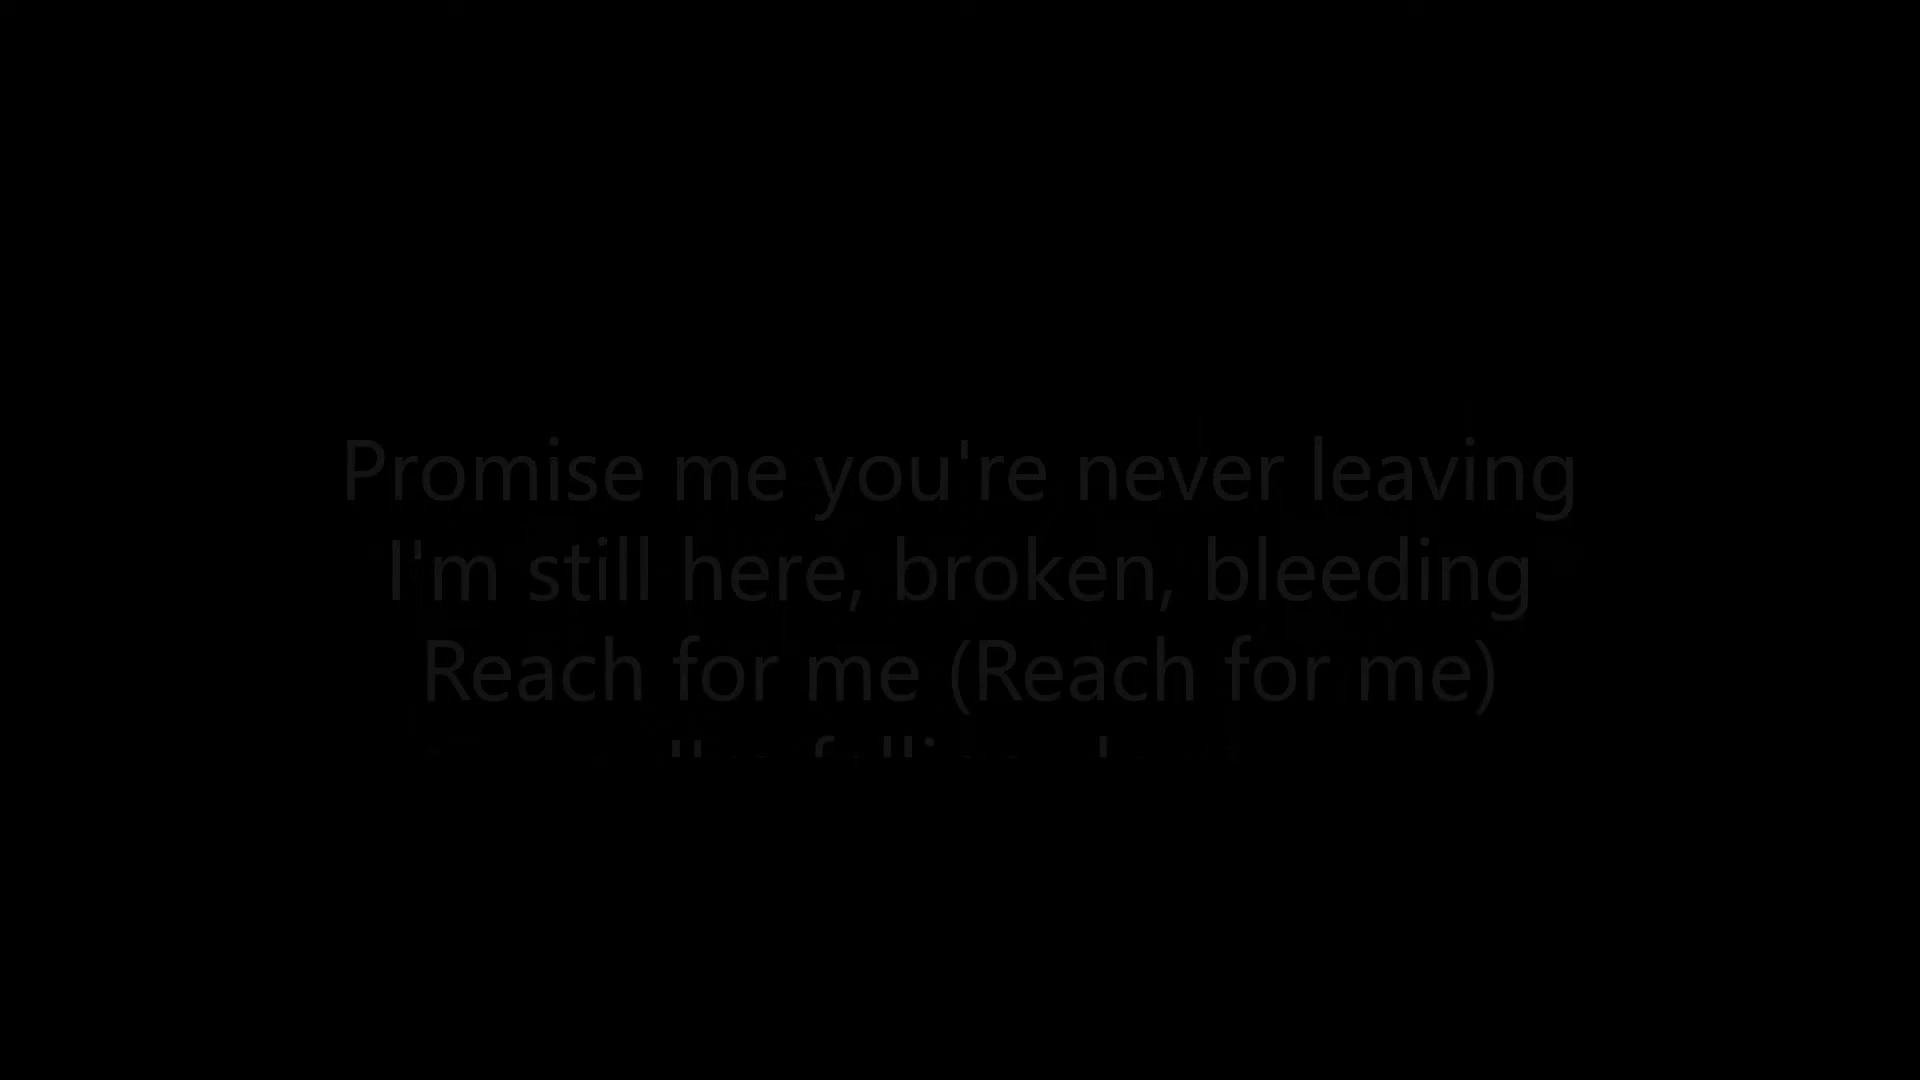 Promise me you're never leaving
I'm still here, broken, bleeding
Reach for me (Reach for me)